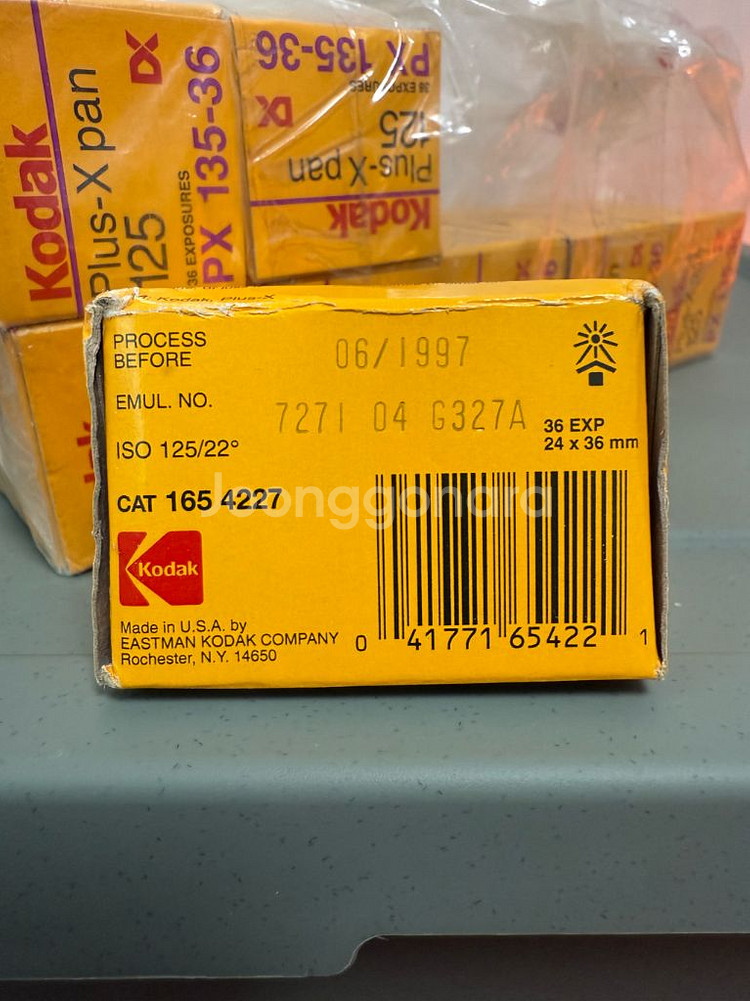 Kodak
Plus-X pan
125
DX
36 EXPOSURES
PX 135-36
PX 135-36
36 EXPOSURES
DX
125
Plus-X pan
Kodak
Kodak, Plus-X
PROCESS
BEFORE
06/1997
EMUL. NO.
7271 04 G327A
ISO 125/22°
36 EXP
24 x 36 mm
CAT 165 4227
Jeonggonara
Kodak
Made in U.S.A. by
EASTMAN KODAK COMPANY
Rochester, N.Y. 14650
0 41771 65422 1